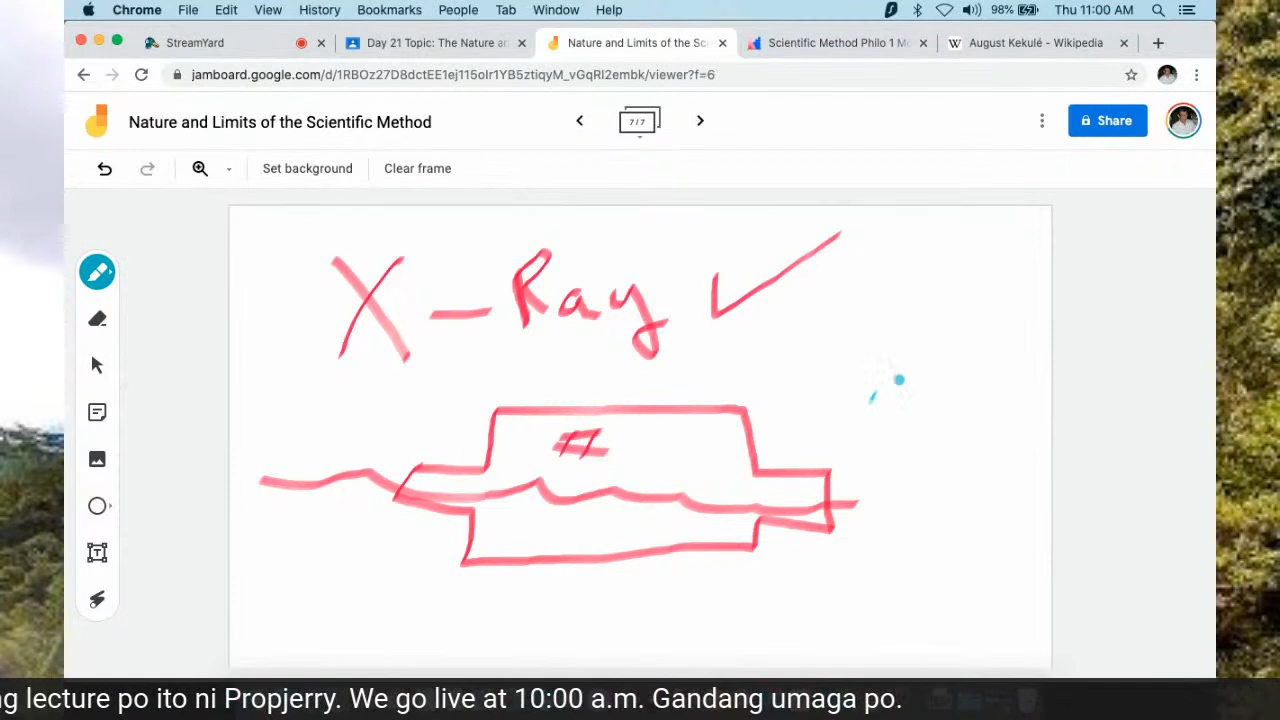 Chrome File Edit View History Bookmarks People Tab Window Help 98% Thu 11:00 AM
StreamYard Day 21 Topic: The Nature an Nature and Limits of the Sc Scientific Method Philo 1 M August Kekulé - Wikipedia
jamboard.google.com/d/1RBOz27D8dctEE1ej115oIr1YB5ztiqyM_vGqRI2embk/viewer?f=6
Nature and Limits of the Scientific Method 7/7 Share
Set background Clear frame
X-Ray
ng lecture po ito ni Propjerry. We go live at 10:00 a.m. Gandang umaga po.